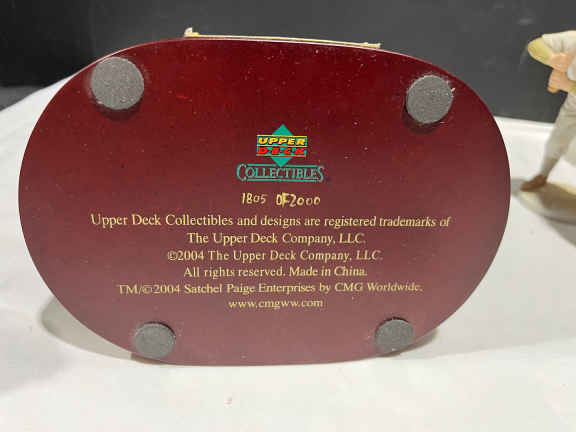 UPPER
DECK
COLLECTIBLES
1805 OF 2000
Upper Deck Collectibles and designs are registered trademarks of
The Upper Deck Company, LLC.
©2004 The Upper Deck Company, LLC.
All rights reserved. Made in China.
TM/©2004 Satchel Paige Enterprises by CMG Worldwide.
www.cmgww.com